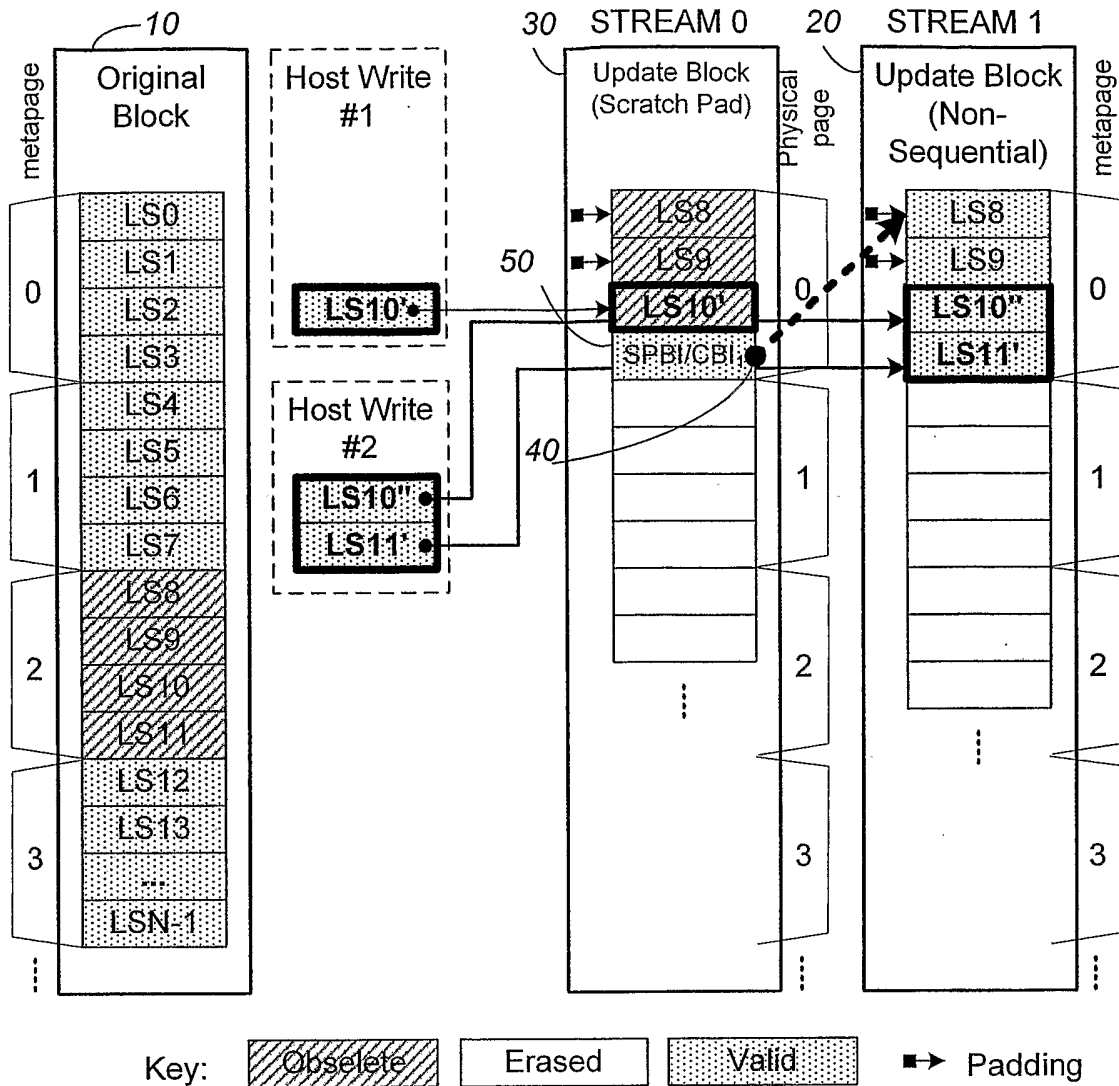 10
metapage
Original
Block
LS0
LS1
LS2
LS3
LS4
LS5
LS6
LS7
LS8
LS9
LS10
LS11
LS12
LS13
...
LSN-1
0
1
2
3
Host Write
#1
LS10'
Host Write
#2
LS10"
LS11'
30
STREAM 0
Update Block
(Scratch Pad)
Physical
page
LS8
LS9
LS10'
50
SPBI/CBI
40
0
1
2
3
20
STREAM 1
Update Block
(Non-
Sequential)
metapage
LS8
LS9
LS10"
LS11'
0
1
2
3
Key:
Obselete
Erased
Valid
Padding